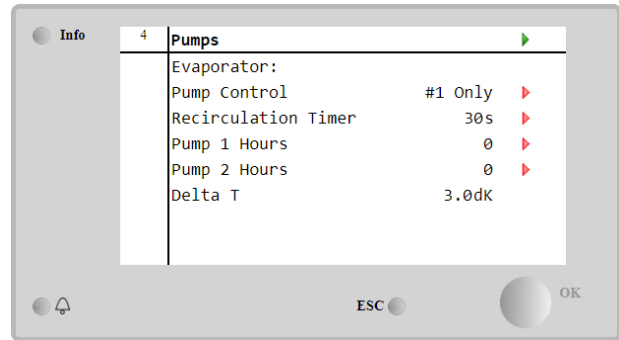 Info
4 Pumps
Evaporator:
Pump Control #1 Only
Recirculation Timer 30s
Pump 1 Hours 0
Pump 2 Hours 0
Delta T 3.0dK
ESC
OK